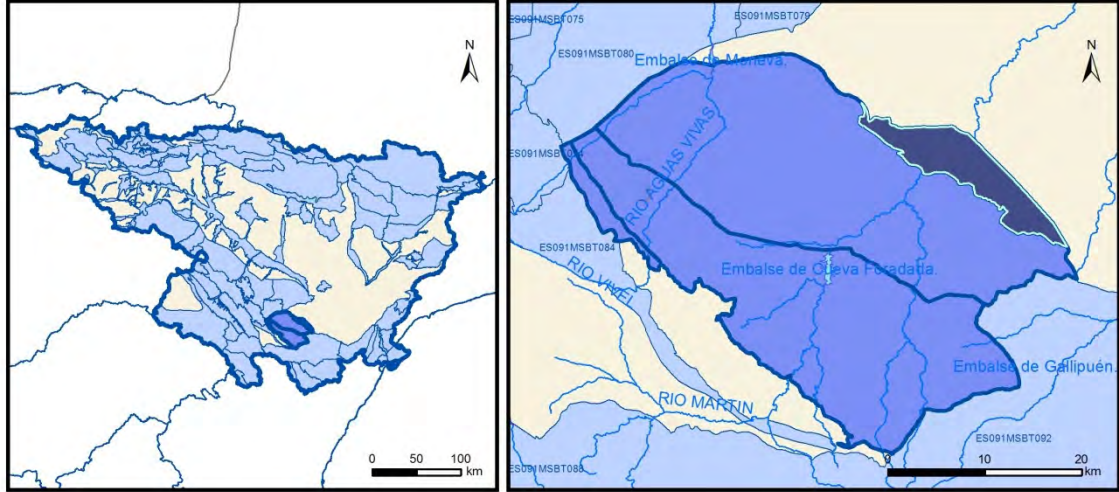 N
0 50 100
km
ES091MSBT075
ES091MSBT079
ES091MSBT080
Embalse de Moneva.
N
RIO AGUAS VIVAS
ES091MSBT084
RIO VIVEL
Embalse de Cueva Foradada.
Embalse de Gallipuén.
RIO MARTIN
ES091MSBT092
ES091MSBT088
0 10 20
km